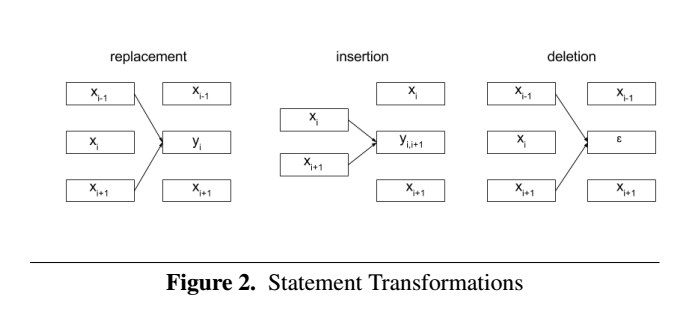 replacement insertion deletion
x_{i-1} x_{i-1} x_i x_{i-1} x_{i-1}
x_i
x_i y_i y_{i,i+1} x_i ε
x_{i+1}
x_{i+1} x_{i+1} x_{i+1} x_{i+1} x_{i+1}
Figure 2. Statement Transformations